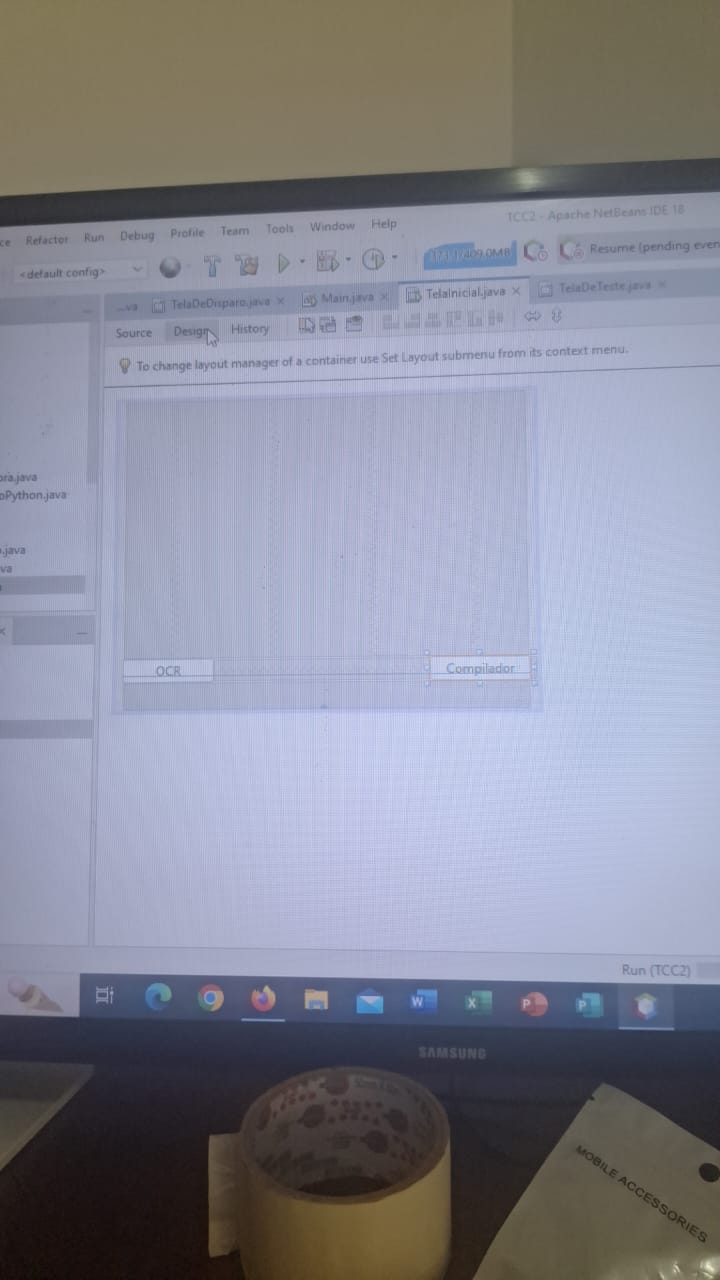 TCC2 - Apache NetBeans IDE 18
ce Refactor Run Debug Profile Team Tools Window Help
<default config>
409.0MB
Resume (pending even
...va TelaDeDisparo.java × Main.java × TelaInicial.java × TelaDeTeste.java ×
Source Design History
To change layout manager of a container use Set Layout submenu from its context menu.
ora.java
oPython.java
.java
va
OCR
Compilador
Run (TCC2)
SAMSUNG
MOBILE ACCESSORIES